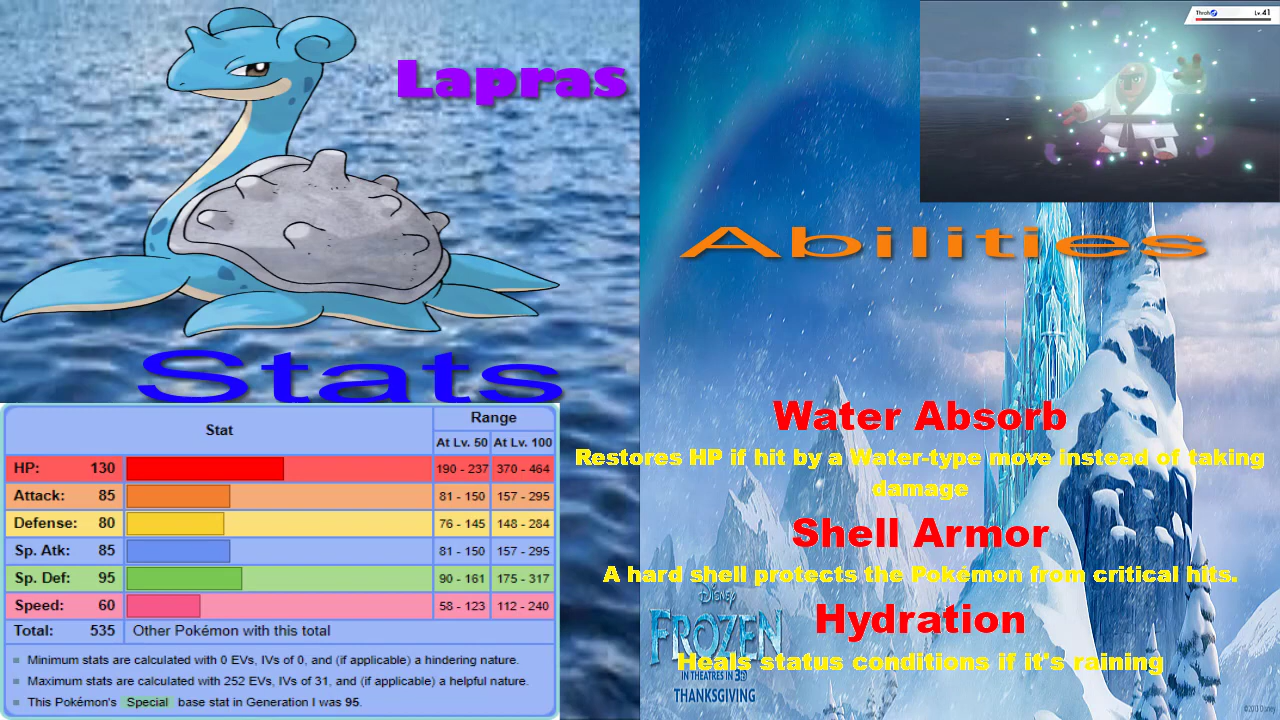 Lapras
Stats
Stat
Range
At Lv. 50 At Lv. 100
HP: 130 190 - 237 370 - 464
Attack: 85 81 - 150 157 - 295
Defense: 80 76 - 145 148 - 284
Sp. Atk: 85 81 - 150 157 - 295
Sp. Def: 95 90 - 161 175 - 317
Speed: 60 58 - 123 112 - 240
Total: 535 Other Pokémon with this total
Minimum stats are calculated with 0 EVs, IVs of 0, and (if applicable) a hindering nature.
Maximum stats are calculated with 252 EVs, IVs of 31, and (if applicable) a helpful nature.
This Pokémon's Special base stat in Generation I was 95.
Throh Lv. 41
Abilities
Water Absorb
Restores HP if hit by a Water-type move instead of taking
damage
Shell Armor
A hard shell protects the Pokémon from critical hits.
Hydration
Heals status conditions if it's raining
Disney
FROZEN
IN THEATRES IN 3D
THANKSGIVING
©2013 Disney